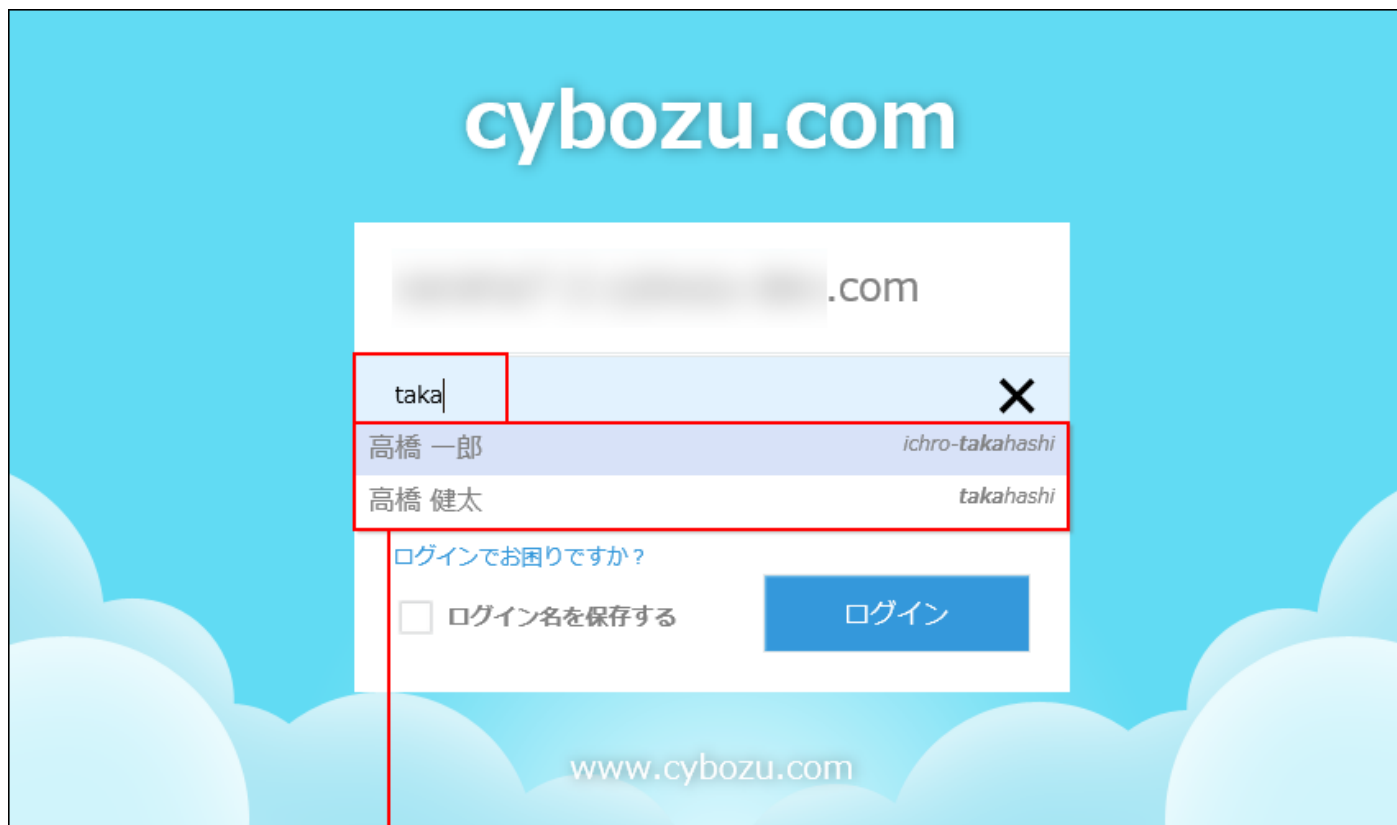 cybozu.com
.com
taka
高橋 一郎 ichro-takahashi
高橋 健太 takahashi
ログインでお困りですか？
ログイン名を保存する ログイン
www.cybozu.com